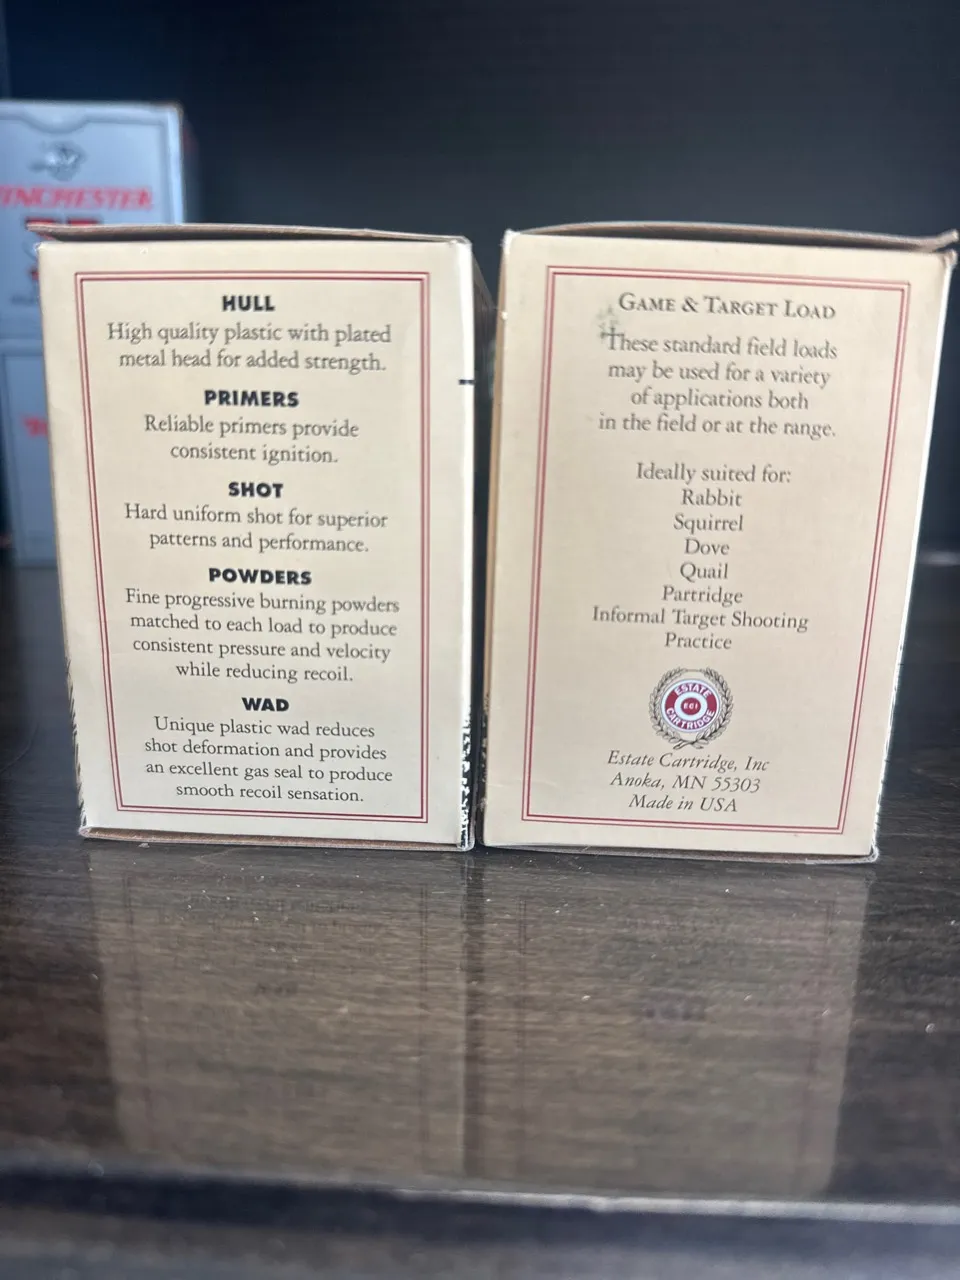 WINCHESTER
HULL
High quality plastic with plated
metal head for added strength.
PRIMERS
Reliable primers provide
consistent ignition.
SHOT
Hard uniform shot for superior
patterns and performance.
POWDERS
Fine progressive burning powders
matched to each load to produce
consistent pressure and velocity
while reducing recoil.
WAD
Unique plastic wad reduces
shot deformation and provides
an excellent gas seal to produce
smooth recoil sensation.
GAME & TARGET LOAD
These standard field loads
may be used for a variety
of applications both
in the field or at the range.
Ideally suited for:
Rabbit
Squirrel
Dove
Quail
Partridge
Informal Target Shooting
Practice
ESTATE
ECI
CARTRIDGE
Estate Cartridge, Inc
Anoka, MN 55303
Made in USA